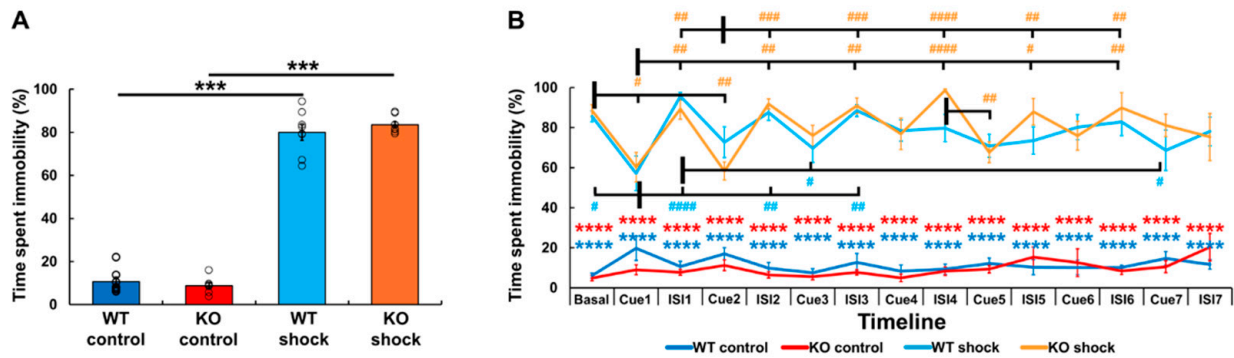 A
Time spent immobility (%)
100
80
60
40
20
0
***
***
WT control
KO control
WT shock
KO shock
B
Time spent immobility (%)
## ### ### #### ## ##
## ## ## #### # ##
# ## ##
100
80
60
40
20
0
# #
# #### ## ##
**** **** **** **** **** **** **** **** **** **** **** **** **** **** ****
**** **** **** **** **** **** **** **** **** **** **** **** **** **** ****
Basal Cue1 ISI1 Cue2 ISI2 Cue3 ISI3 Cue4 ISI4 Cue5 ISI5 Cue6 ISI6 Cue7 ISI7
Timeline
WT control KO control WT shock KO shock